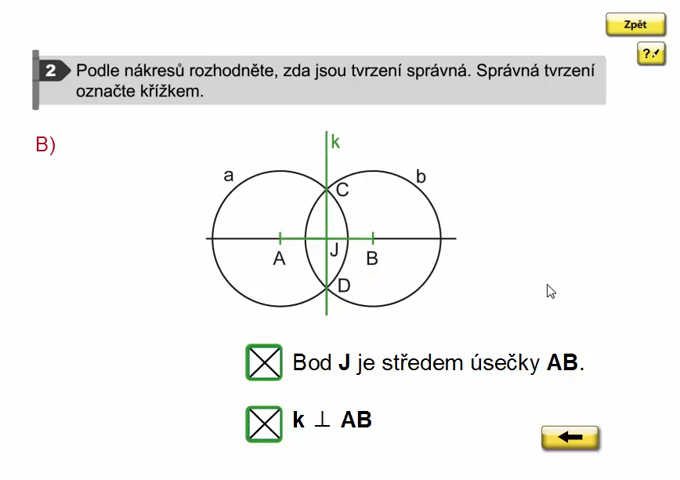 Zpět
?
2 Podle nákresů rozhodněte, zda jsou tvrzení správná. Správná tvrzení
označte křížkem.
B)
k
a
b
C
J
A
B
D
Bod J je středem úsečky AB.
k ⊥ AB